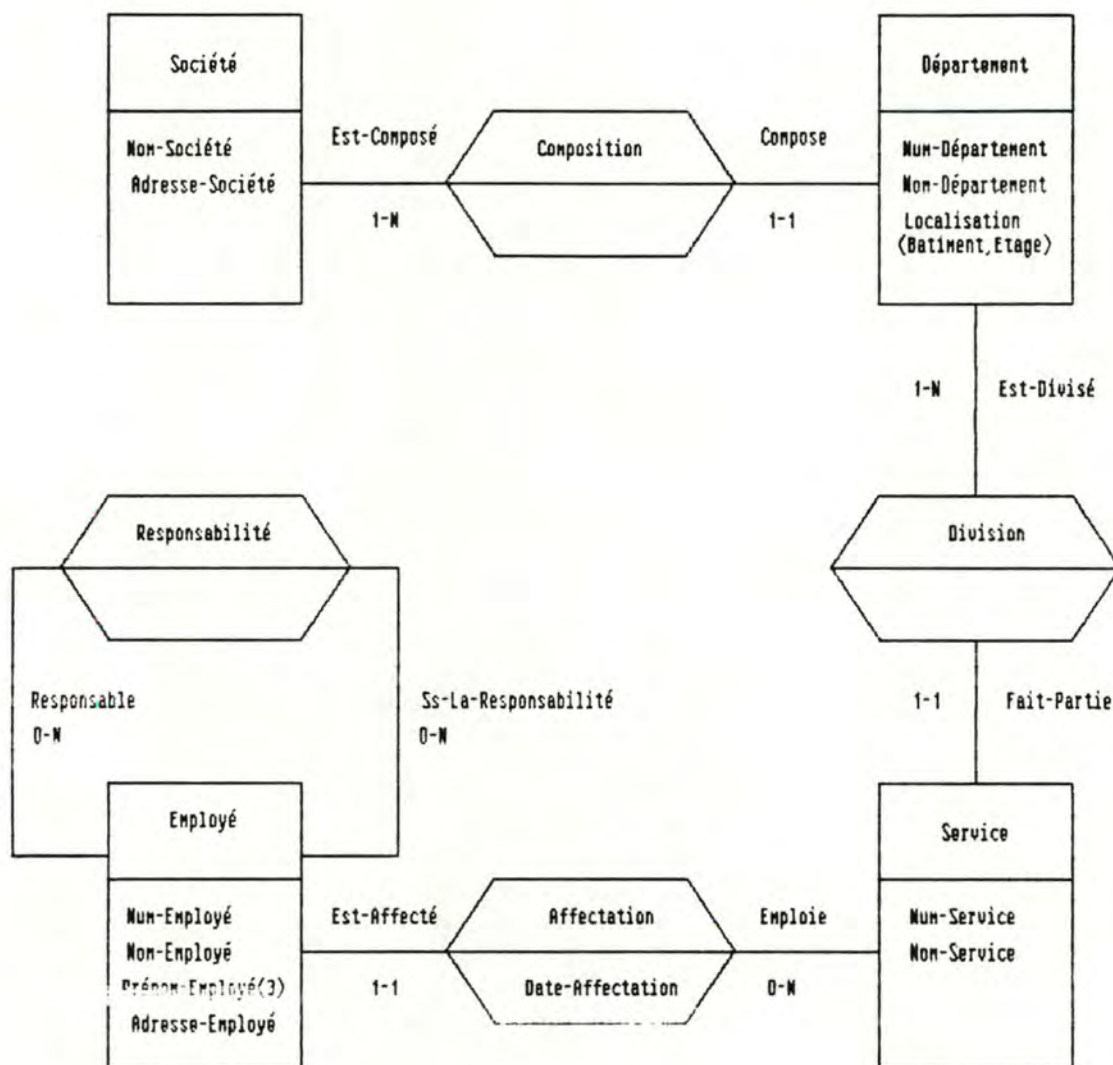 Société
Nom-Société
Adresse-Société
Est-Composé
1-N
Composition
Compose
1-1
Département
Num-Département
Nom-Département
Localisation
(Batiment,Etage)
1-N
Est-Divisé
Division
1-1
Fait-Partie
Responsabilité
Responsable
0-N
Ss-La-Responsabilité
0-N
Employé
Num-Employé
Nom-Employé
Prénom-Employé(3)
Adresse-Employé
Est-Affecté
1-1
Affectation
Date-Affectation
Emploie
0-N
Service
Num-Service
Nom-Service